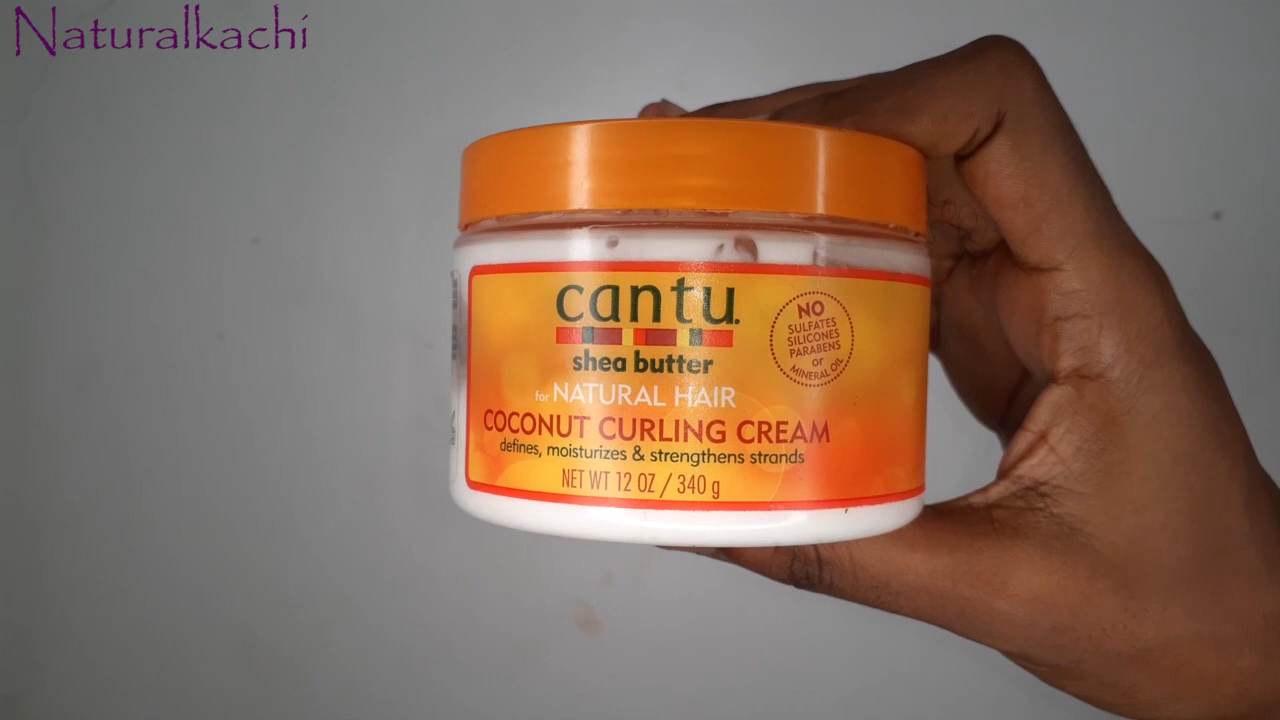 Naturalkachi
cantu.
shea butter
for NATURAL HAIR
COCONUT CURLING CREAM
defines, moisturizes & strengthens strands
NET WT 12 OZ / 340 g
NO
SULFATES
SILICONES
PARABENS
or
MINERAL OIL